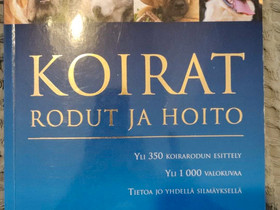 KOIRAT
RODUT JA HOITO
YLI 350 KOIRARODUN ESITTELY
YLI 1 000 VALOKUVAA
TIETOA JO YHDELLÄ SILMÄYKSELLÄ